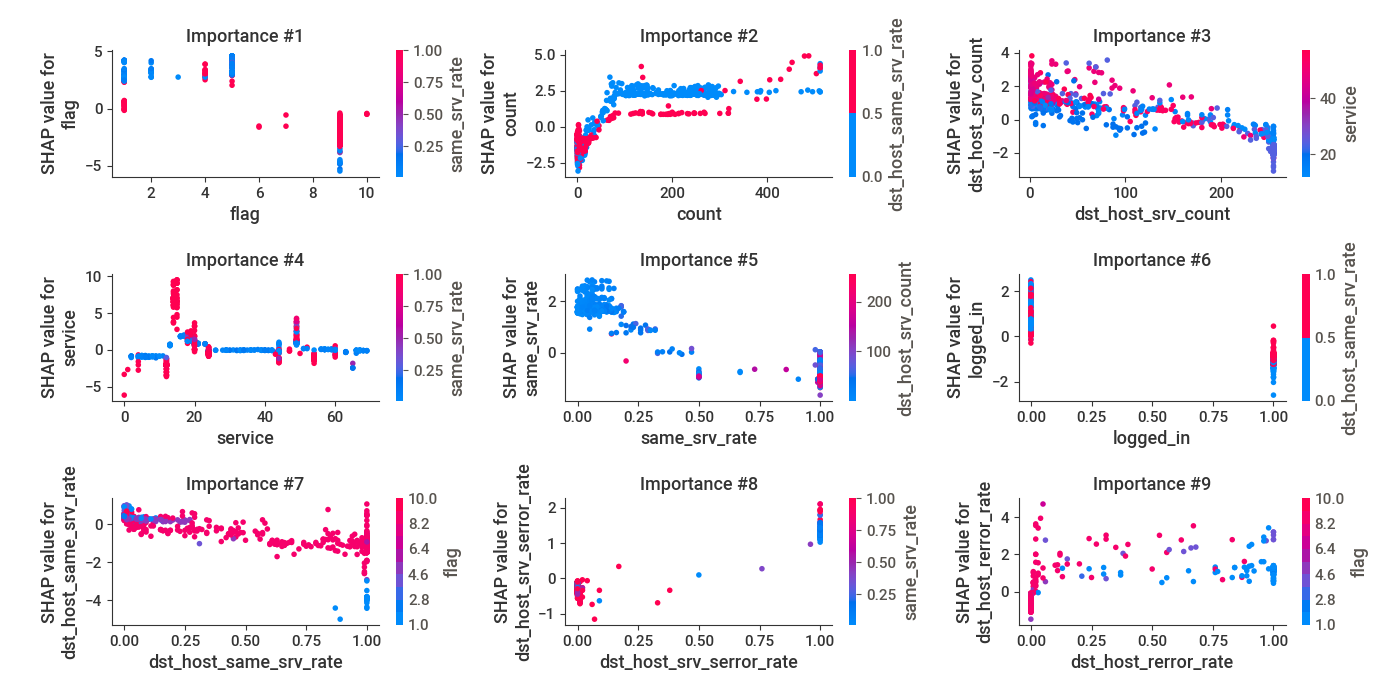 Importance #1
SHAP value for
flag
5
0
−5
2
4
6
8
10
flag
1.00
0.75
0.50
0.25
same_srv_rate
Importance #2
SHAP value for
count
5.0
2.5
0.0
−2.5
0
200
400
count
1.0
0.5
0.0
dst_host_same_srv_rate
Importance #3
SHAP value for
dst_host_srv_count
4
2
0
−2
0
100
200
dst_host_srv_count
40
20
service
Importance #4
SHAP value for
service
10
5
0
−5
0
20
40
60
service
1.00
0.75
0.50
0.25
same_srv_rate
Importance #5
SHAP value for
same_srv_rate
2
0
0.00
0.25
0.50
0.75
1.00
same_srv_rate
200
100
dst_host_srv_count
Importance #6
SHAP value for
logged_in
2
0
−2
0.00
0.25
0.50
0.75
1.00
logged_in
1.0
0.5
0.0
dst_host_same_srv_rate
Importance #7
SHAP value for
dst_host_same_srv_rate
0
−2
−4
0.00
0.25
0.50
0.75
1.00
dst_host_same_srv_rate
10.0
8.2
6.4
4.6
2.8
1.0
flag
Importance #8
SHAP value for
dst_host_srv_serror_rate
2
1
0
−1
0.00
0.25
0.50
0.75
1.00
dst_host_srv_serror_rate
1.00
0.75
0.50
0.25
same_srv_rate
Importance #9
SHAP value for
dst_host_rerror_rate
4
2
0
0.00
0.25
0.50
0.75
1.00
dst_host_rerror_rate
10.0
8.2
6.4
4.6
2.8
1.0
flag